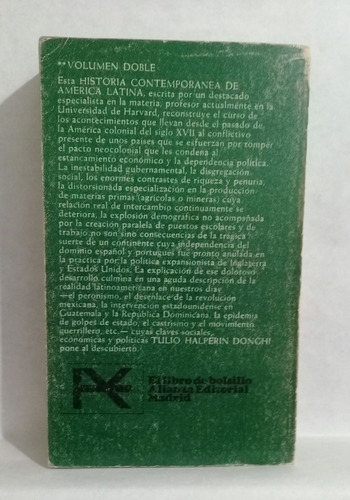 **VOLUMEN DOBLE
Esta HISTORIA CONTEMPORANEA DE
AMERICA LATINA, escrita por un destacado
especialista en la materia, profesor actualmente en la
Universidad de Harvard, reconstruye el curso de
los acontecimientos que llevan desde el pasado de
la América colonial del siglo XVII al conflictivo
presente de unos países que se esfuerzan por romper
el pacto neocolonial que les condena al
estancamiento económico y la dependencia política.
La inestabilidad gubernamental, la disgregación
social, los enormes contrastes de riqueza y penuria,
la distorsionada especialización en la producción
de materias primas (agrícolas o mineras) cuya
relación real de intercambio continuamente se
deteriora, la explosión demográfica no acompañada
por la creación paralela de puestos escolares y de
trabajo no son sino consecuencias de la trágica
suerte de un continente cuya independencia del
dominio español y portugués fue pronto anulada en
la práctica por la política expansionista de Inglaterra
y Estados Unidos. La explicación de ese doloroso
desarrollo culmina en una aguda descripción de la
realidad latinoamericana en nuestros días
—el peronismo, el desenlace de la revolución
mexicana, la intervención estadounidense en
Guatemala y la República Dominicana, la epidemia
de golpes de estado, el castrismo y el movimiento
guerrillero, etc.— cuyas claves sociales,
económicas y políticas TULIO HALPERIN DONGHI
pone al descubierto.
El libro de bolsillo
Alianza Editorial
Madrid